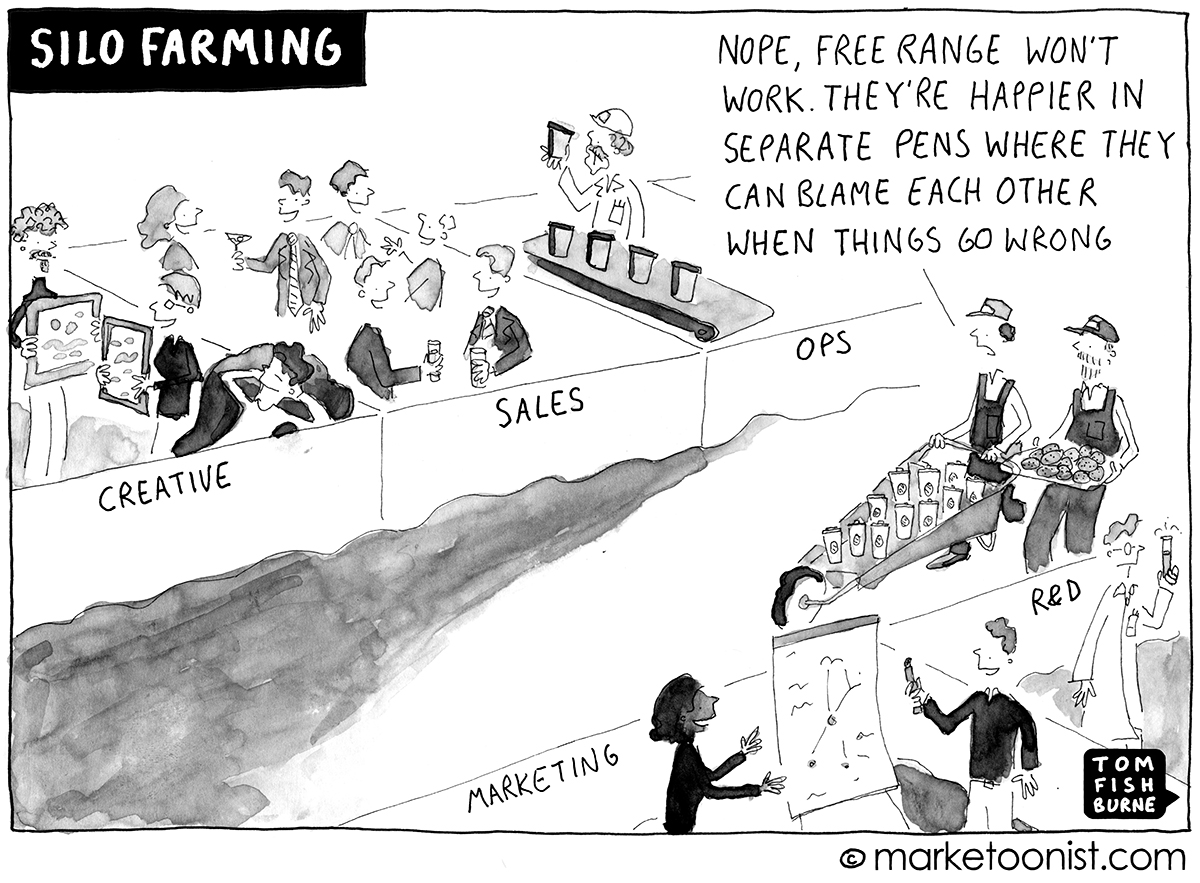 SILO FARMING
NOPE, FREE RANGE WON'T
WORK. THEY'RE HAPPIER IN
SEPARATE PENS WHERE THEY
CAN BLAME EACH OTHER
WHEN THINGS GO WRONG
OPS
SALES
CREATIVE
R&D
MARKETING
TOM
FISH
BURNE
© marketoonist.com